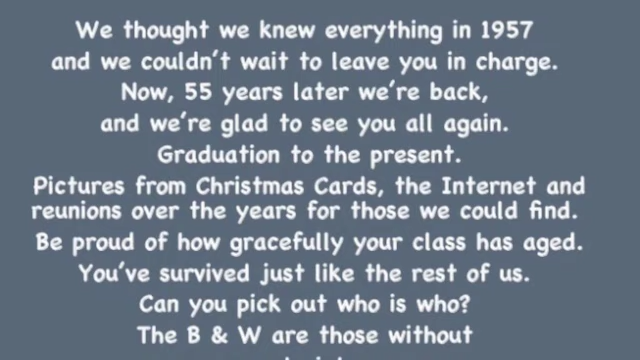 We thought we knew everything in 1957
and we couldn't wait to leave you in charge.
Now, 55 years later we're back,
and we're glad to see you all again.
Graduation to the present.
Pictures from Christmas Cards, the Internet and
reunions over the years for those we could find.
Be proud of how gracefully your class has aged.
You've survived just like the rest of us.
Can you pick out who is who?
The B & W are those without